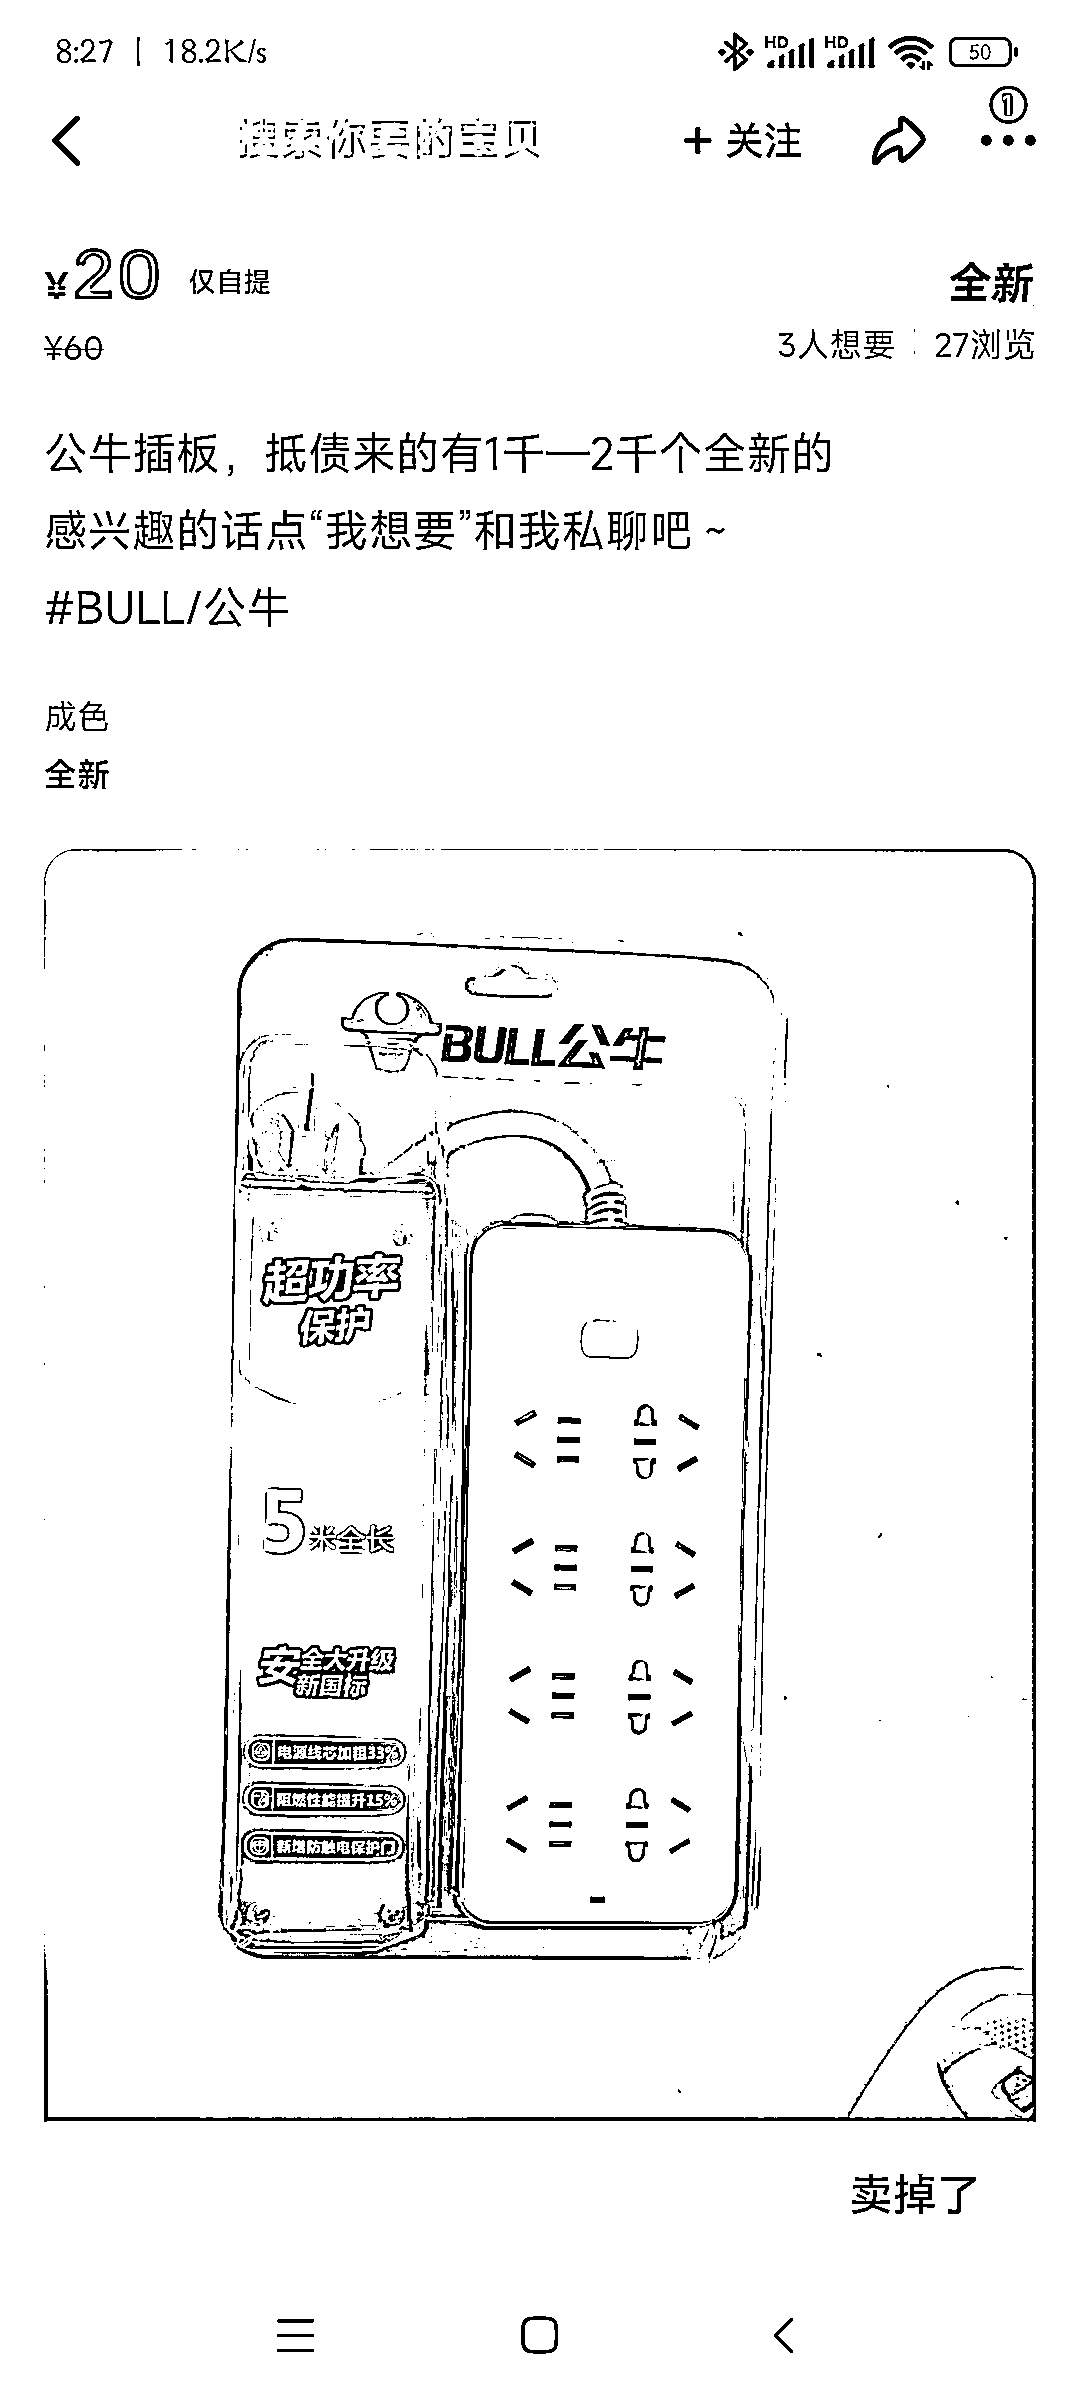 8:27 | 18.2K/s
HD HD 50
搜索你要的宝贝
+ 关注
1
¥20 仅自提
全新
¥60
3人想要 27浏览
公牛插板，抵债来的有1千—2千个全新的
感兴趣的话点“我想要”和我私聊吧 ~
#BULL/公牛
成色
全新
BULL公牛
超功率
保护
5米全长
安全大升级
新国标
电源线芯加粗33%
阻燃性能提升15%
新增防触电保护门
卖掉了